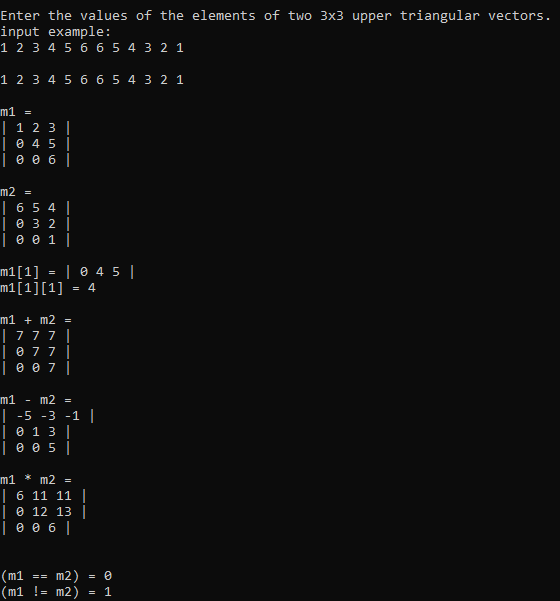 Enter the values of the elements of two 3x3 upper triangular vectors.
input example:
1 2 3 4 5 6 6 5 4 3 2 1
1 2 3 4 5 6 6 5 4 3 2 1
m1 =
| 1 2 3 |
| 0 4 5 |
| 0 0 6 |
m2 =
| 6 5 4 |
| 0 3 2 |
| 0 0 1 |
m1[1] = | 0 4 5 |
m1[1][1] = 4
m1 + m2 =
| 7 7 7 |
| 0 7 7 |
| 0 0 7 |
m1 - m2 =
| -5 -3 -1 |
| 0 1 3 |
| 0 0 5 |
m1 * m2 =
| 6 11 11 |
| 0 12 13 |
| 0 0 6 |
(m1 == m2) = 0
(m1 != m2) = 1